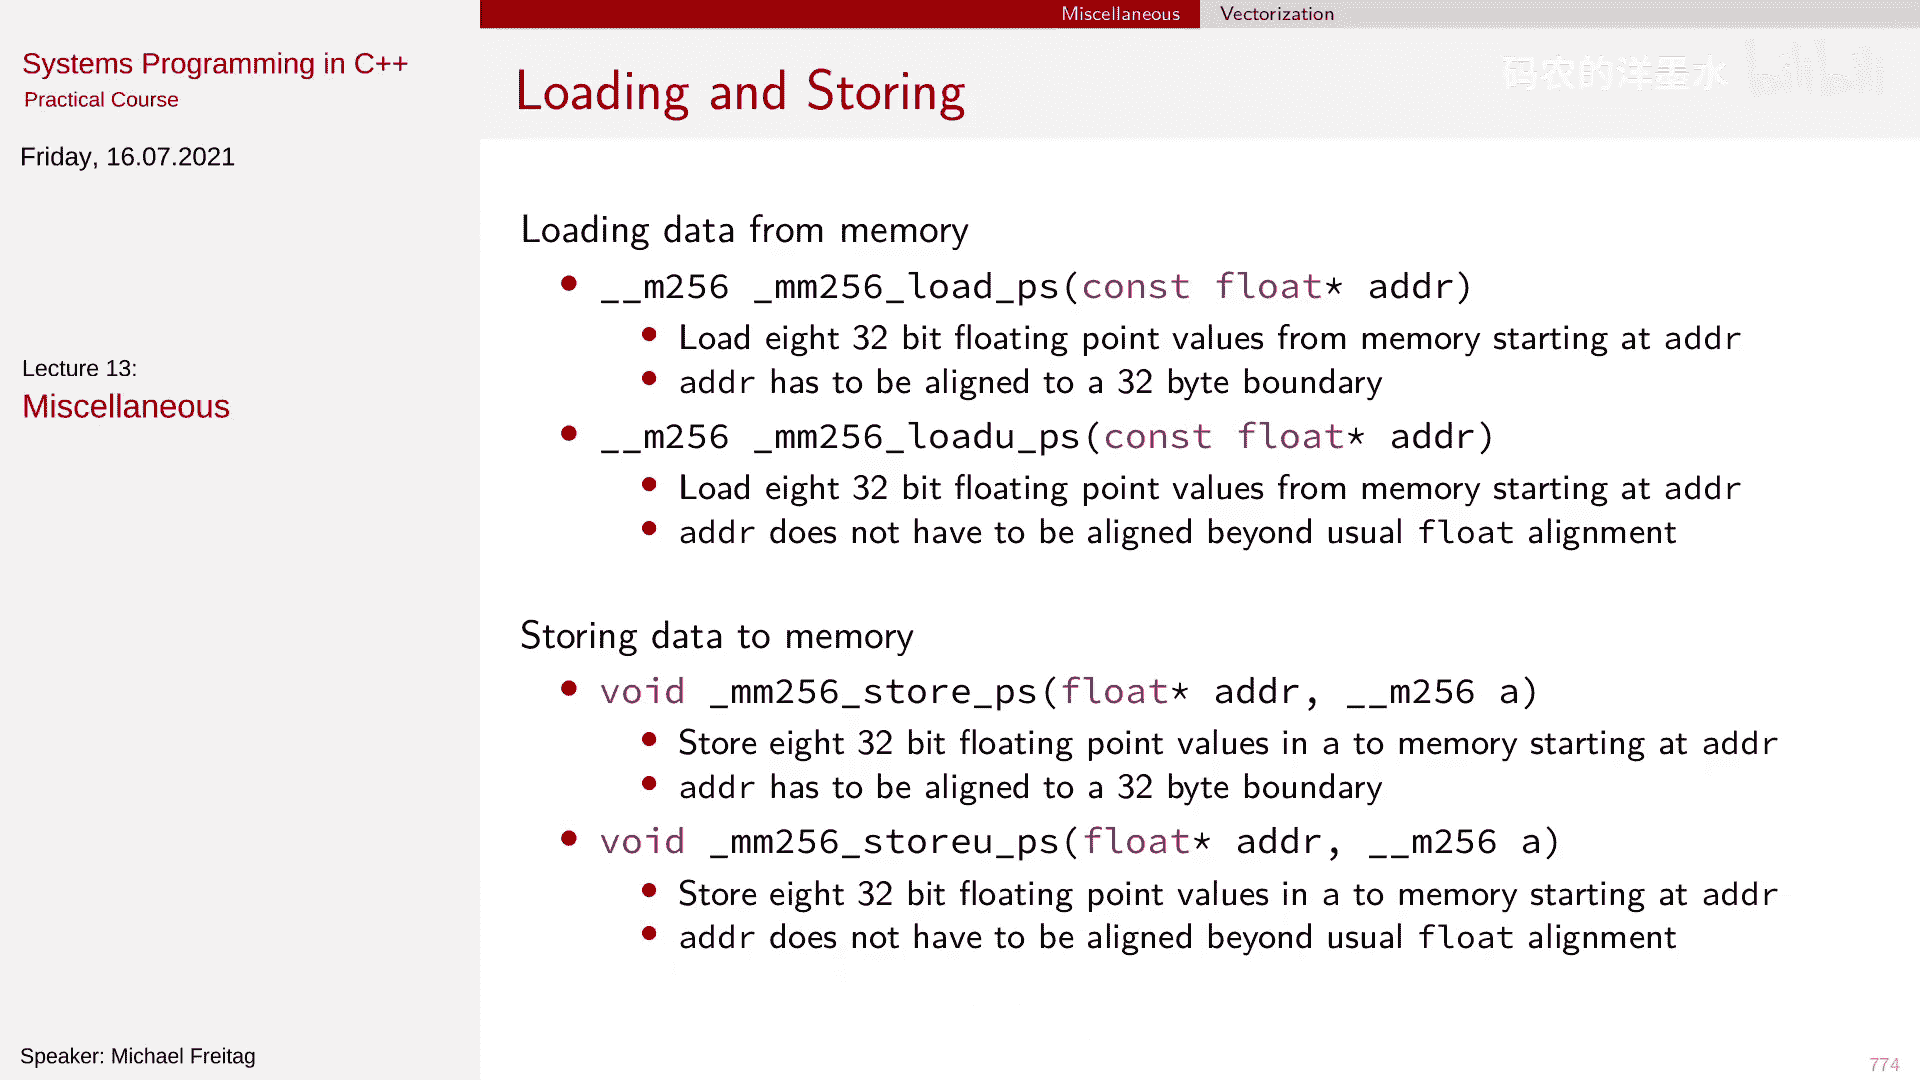 Miscellaneous
Vectorization
Systems Programming in C++
Practical Course
Friday, 16.07.2021
Lecture 13:
Miscellaneous
Speaker: Michael Freitag
Loading and Storing
码农的洋墨水 bilibili
Loading data from memory
• __m256 _mm256_load_ps(const float* addr)
• Load eight 32 bit floating point values from memory starting at addr
• addr has to be aligned to a 32 byte boundary
• __m256 _mm256_loadu_ps(const float* addr)
• Load eight 32 bit floating point values from memory starting at addr
• addr does not have to be aligned beyond usual float alignment
Storing data to memory
• void _mm256_store_ps(float* addr, __m256 a)
• Store eight 32 bit floating point values in a to memory starting at addr
• addr has to be aligned to a 32 byte boundary
• void _mm256_storeu_ps(float* addr, __m256 a)
• Store eight 32 bit floating point values in a to memory starting at addr
• addr does not have to be aligned beyond usual float alignment
774